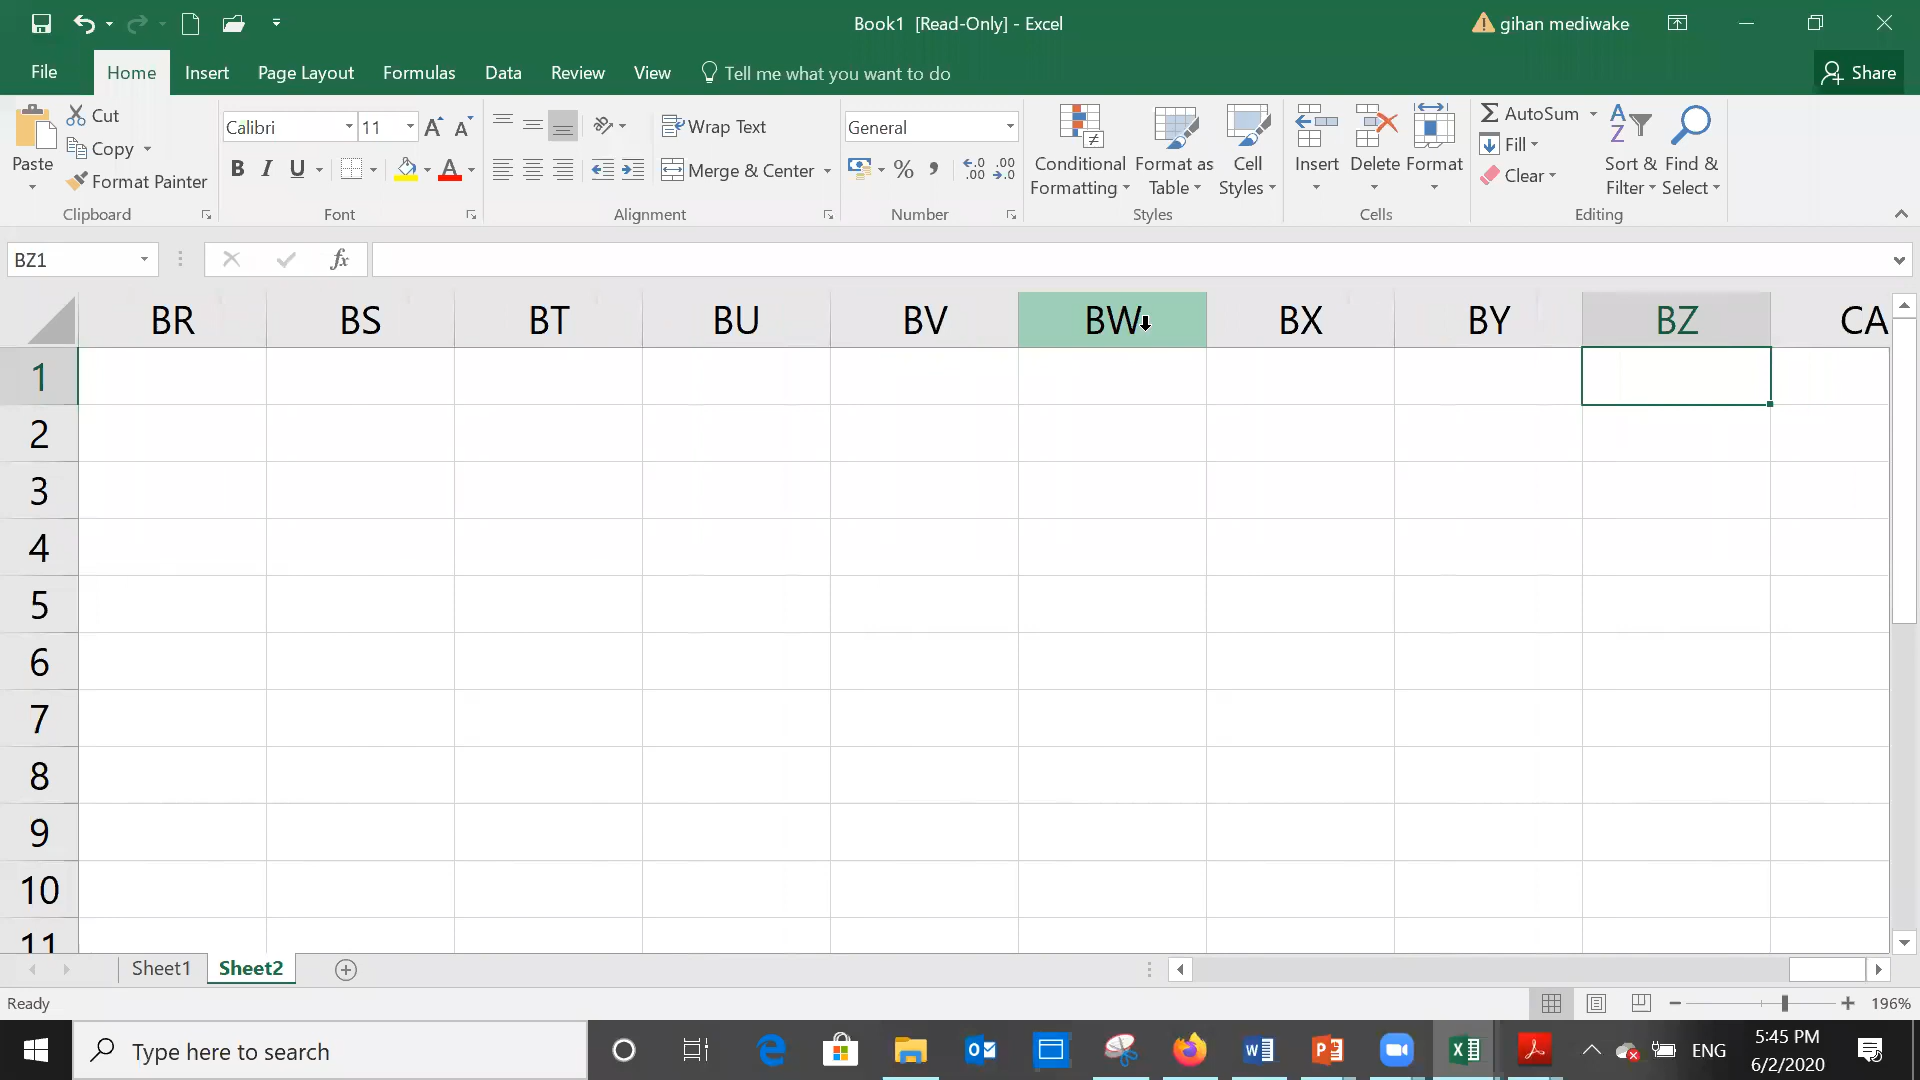 Book1 [Read-Only] - Excel
gihan mediwake
File Home Insert Page Layout Formulas Data Review View Tell me what you want to do Share
Paste Cut Copy Format Painter Clipboard
Calibri 11 B I U A Font
Wrap Text Merge & Center Alignment
General % , Number
Conditional Formatting Format as Table Cell Styles Styles
Insert Delete Format Cells
AutoSum Fill Clear Sort & Filter Find & Select Editing
BZ1 fx
BR BS BT BU BV BW BX BY BZ CA
1
2
3
4
5
6
7
8
9
10
11
Sheet1 Sheet2
Ready 196%
Type here to search ENG 5:45 PM
6/2/2020